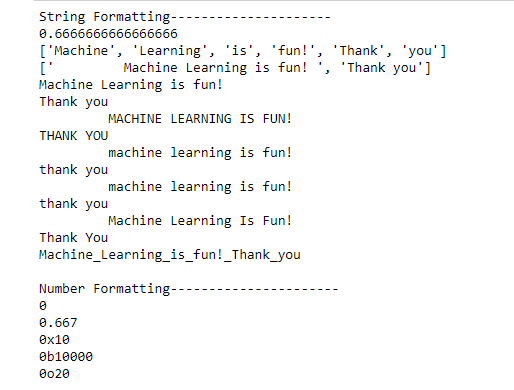 String Formatting---------------------
0.6666666666666666
['Machine', 'Learning', 'is', 'fun!', 'Thank', 'you']
['         Machine Learning is fun! ', 'Thank you']
Machine Learning is fun!
Thank you
         MACHINE LEARNING IS FUN!
THANK YOU
         machine learning is fun!
thank you
         machine learning is fun!
thank you
         Machine Learning Is Fun!
Thank You
Machine_Learning_is_fun!_Thank_you

Number Formatting----------------------
0
0.667
0x10
0b10000
0o20